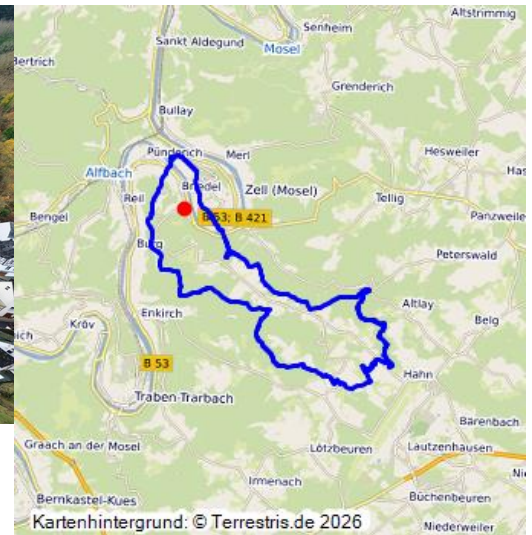 Altstrimmig
Senheim
Sankt Aldegund
Mosel
Bertrich
Grenderich
Bullay
Hesweiler
Pünderich
Merl
Has
Alfbach
Briedel
Zell (Mosel)
Reil
Tellig
Bengel
B 53; B 421
Panzweile
Burg
Peterswald
Enkirch
Altlay
Kröv
Belg
B 53
Hahn
Traben-Trarbach
Bärenbach
Graach an der Mosel
Lötzbeuren
Lautzenhausen
Irmenach
Bernkastel-Kues
Büchenbeuren
Kartenhintergrund: © Terrestris.de 2026
Niederweiler